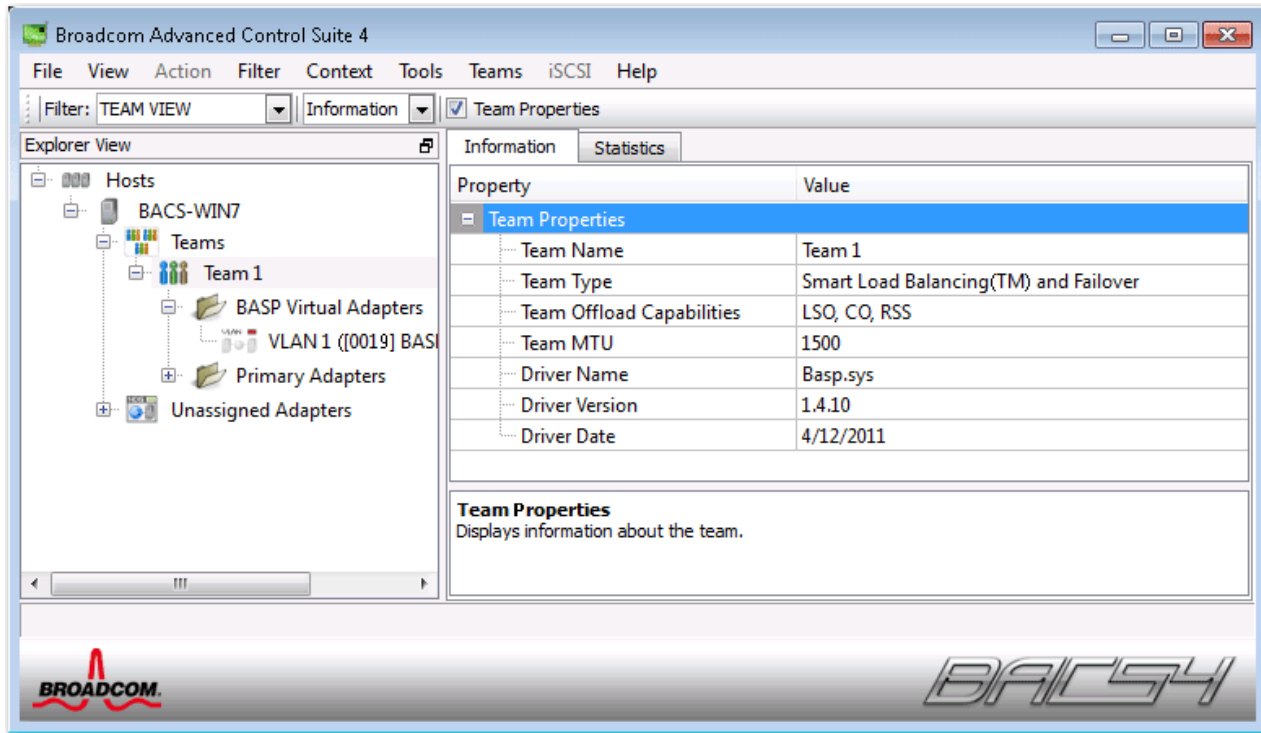 Broadcom Advanced Control Suite 4
File View Action Filter Context Tools Teams iSCSI Help
Filter: TEAM VIEW Information Team Properties
Explorer View
Hosts
BACS-WIN7
Teams
Team 1
BASP Virtual Adapters
VLAN 1 ([0019] BASI
Primary Adapters
Unassigned Adapters
Information Statistics
Property Value
Team Properties
Team Name Team 1
Team Type Smart Load Balancing(TM) and Failover
Team Offload Capabilities LSO, CO, RSS
Team MTU 1500
Driver Name Basp.sys
Driver Version 1.4.10
Driver Date 4/12/2011
Team Properties
Displays information about the team.
BROADCOM.
BACS4